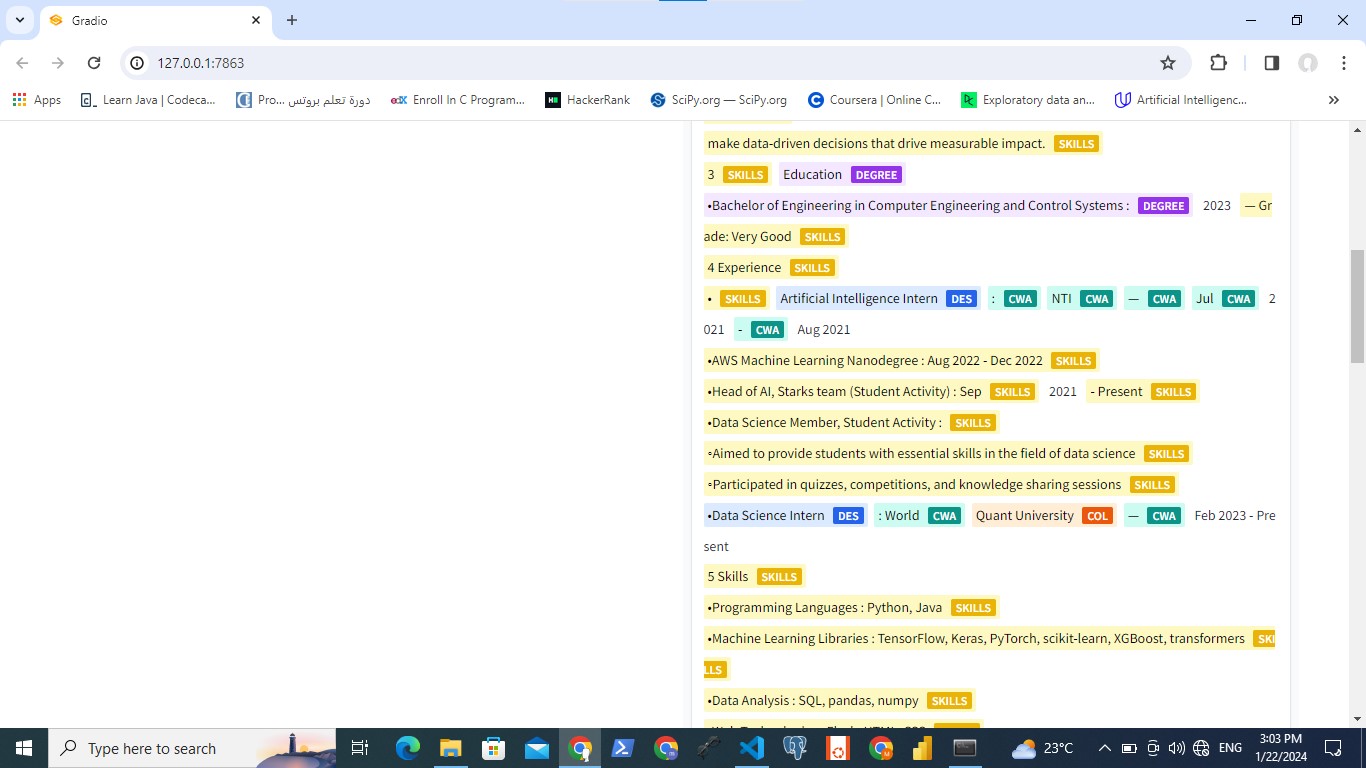 Gradio
127.0.0.1:7863
Apps
Learn Java | Codeca...
دورة تعلم بروتس ...Pro
Enroll In C Program...
HackerRank
SciPy.org — SciPy.org
Coursera | Online C...
Exploratory data an...
Artificial Intelligenc...
make data-driven decisions that drive measurable impact. SKILLS
3 SKILLS Education DEGREE
•Bachelor of Engineering in Computer Engineering and Control Systems : DEGREE 2023 — Gr
ade: Very Good SKILLS
4 Experience SKILLS
• SKILLS Artificial Intelligence Intern DES : CWA NTI CWA — CWA Jul CWA 2
021 - CWA Aug 2021
•AWS Machine Learning Nanodegree : Aug 2022 - Dec 2022 SKILLS
•Head of AI, Starks team (Student Activity) : Sep SKILLS 2021 - Present SKILLS
•Data Science Member, Student Activity : SKILLS
◦Aimed to provide students with essential skills in the field of data science SKILLS
◦Participated in quizzes, competitions, and knowledge sharing sessions SKILLS
•Data Science Intern DES : World CWA Quant University COL — CWA Feb 2023 - Pre
sent
5 Skills SKILLS
•Programming Languages : Python, Java SKILLS
•Machine Learning Libraries : TensorFlow, Keras, PyTorch, scikit-learn, XGBoost, transformers SKI
LLS
•Data Analysis : SQL, pandas, numpy SKILLS
Type here to search
23°C
ENG
3:03 PM
1/22/2024